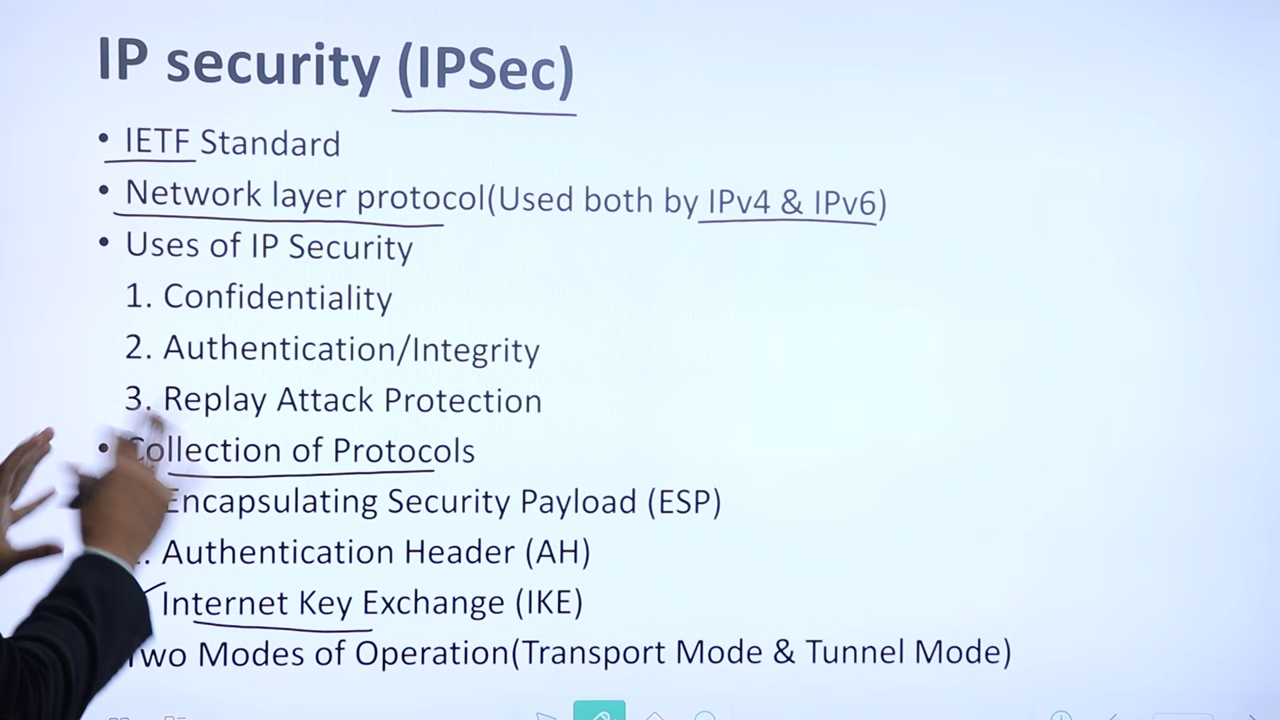 IP security (IPSec)
• IETF Standard
• Network layer protocol(Used both by IPv4 & IPv6)
• Uses of IP Security
1. Confidentiality
2. Authentication/Integrity
3. Replay Attack Protection
• Collection of Protocols
Encapsulating Security Payload (ESP)
. Authentication Header (AH)
Internet Key Exchange (IKE)
Two Modes of Operation(Transport Mode & Tunnel Mode)